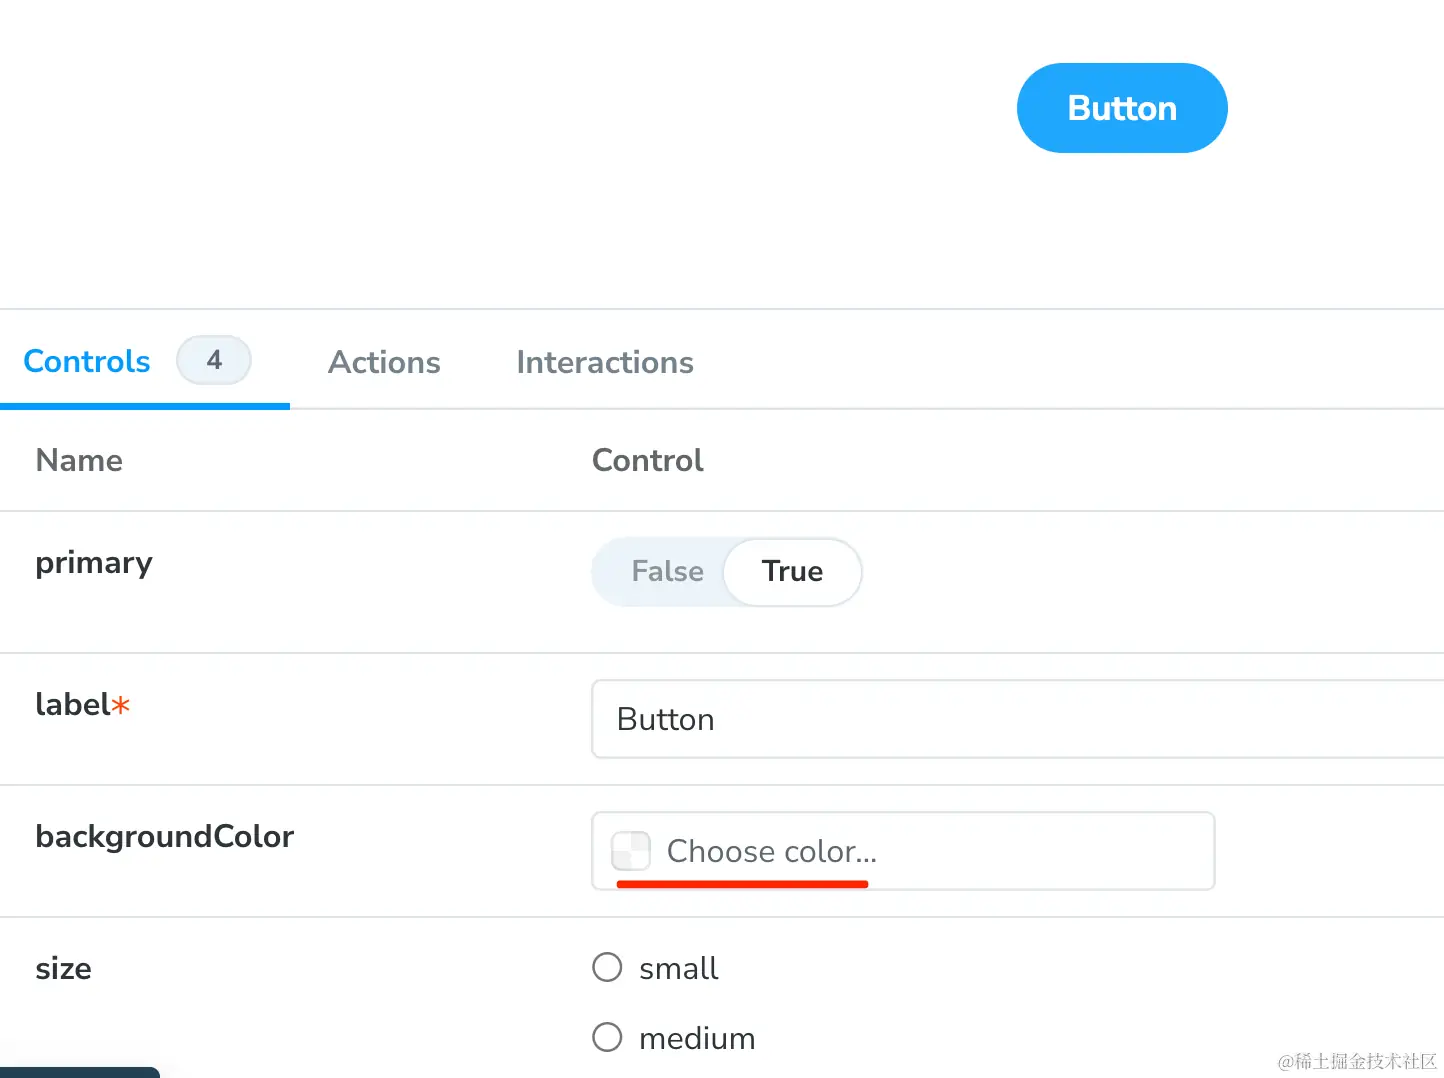 Button
Controls 4 Actions Interactions
Name Control
primary False True
label* Button
backgroundColor Choose color...
size small
medium
@稀土掘金技术社区